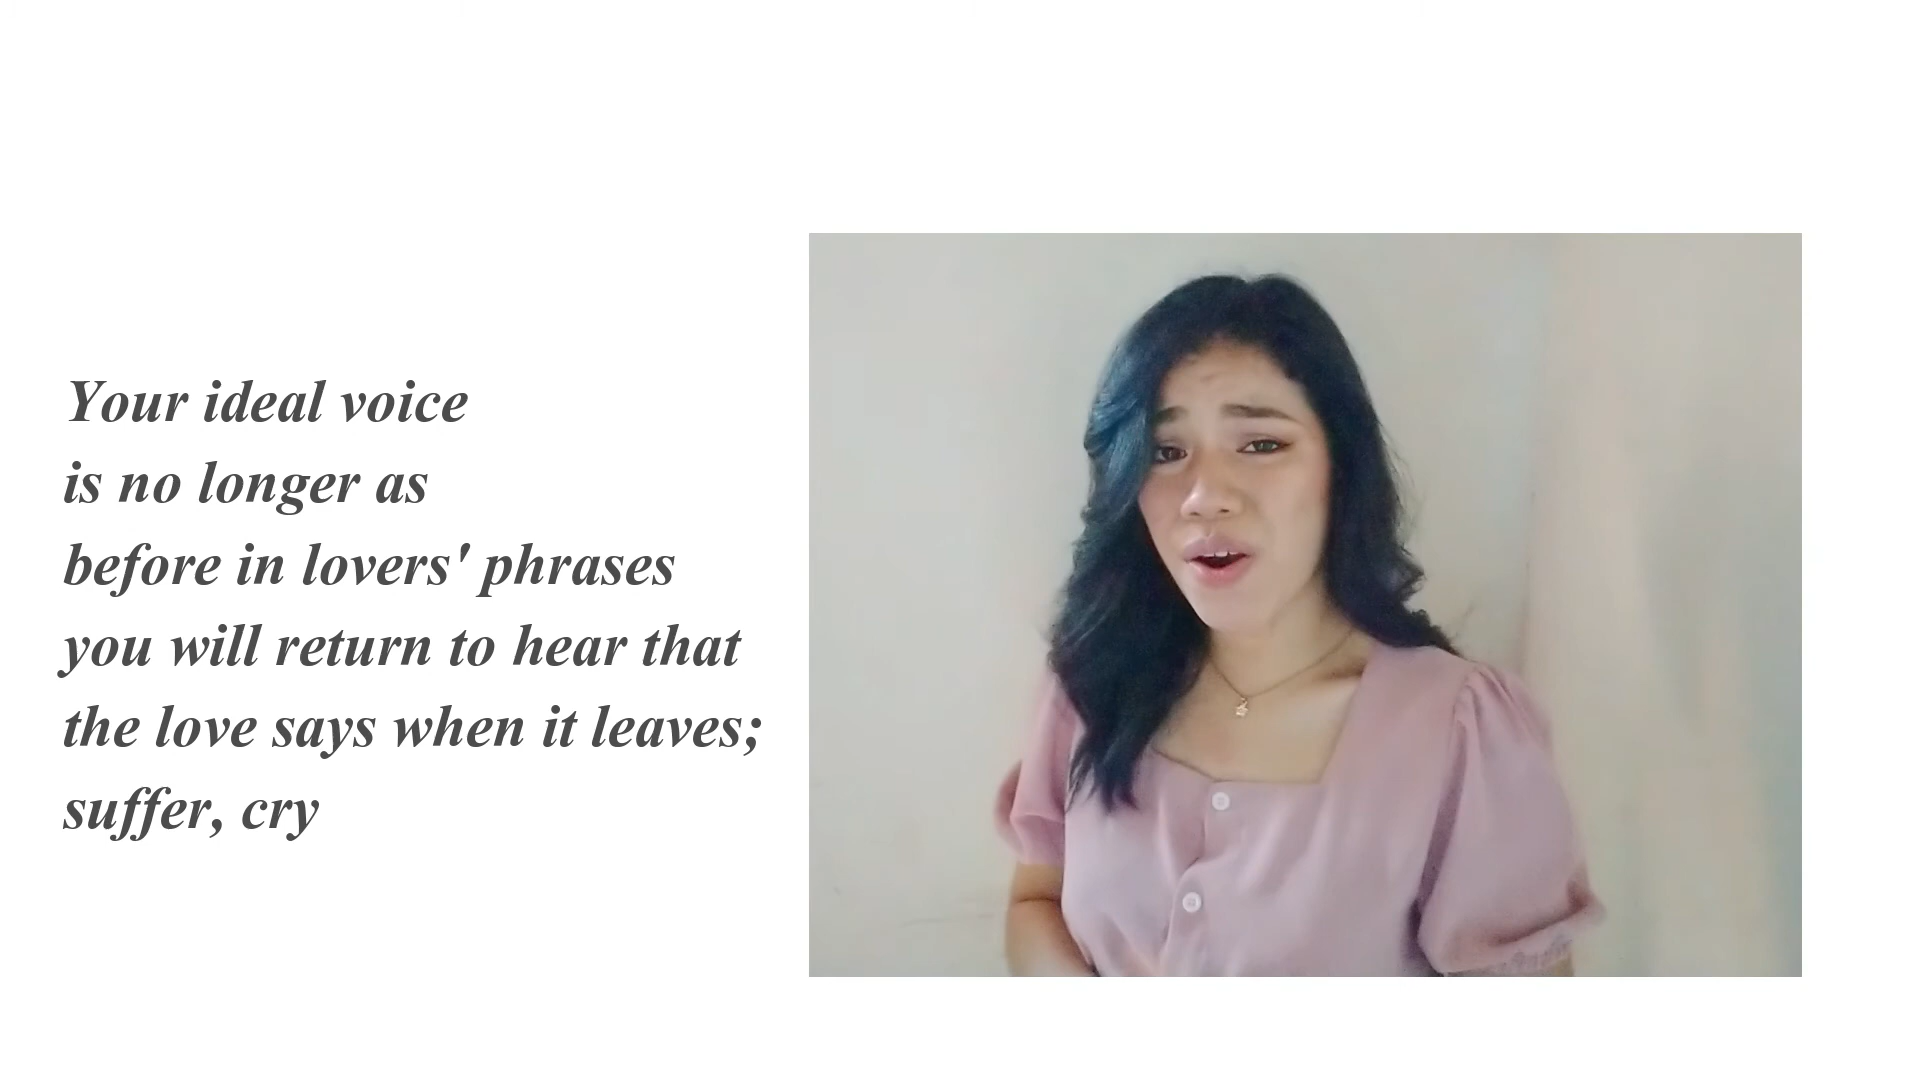 Your ideal voice
is no longer as
before in lovers' phrases
you will return to hear that
the love says when it leaves;
suffer, cry